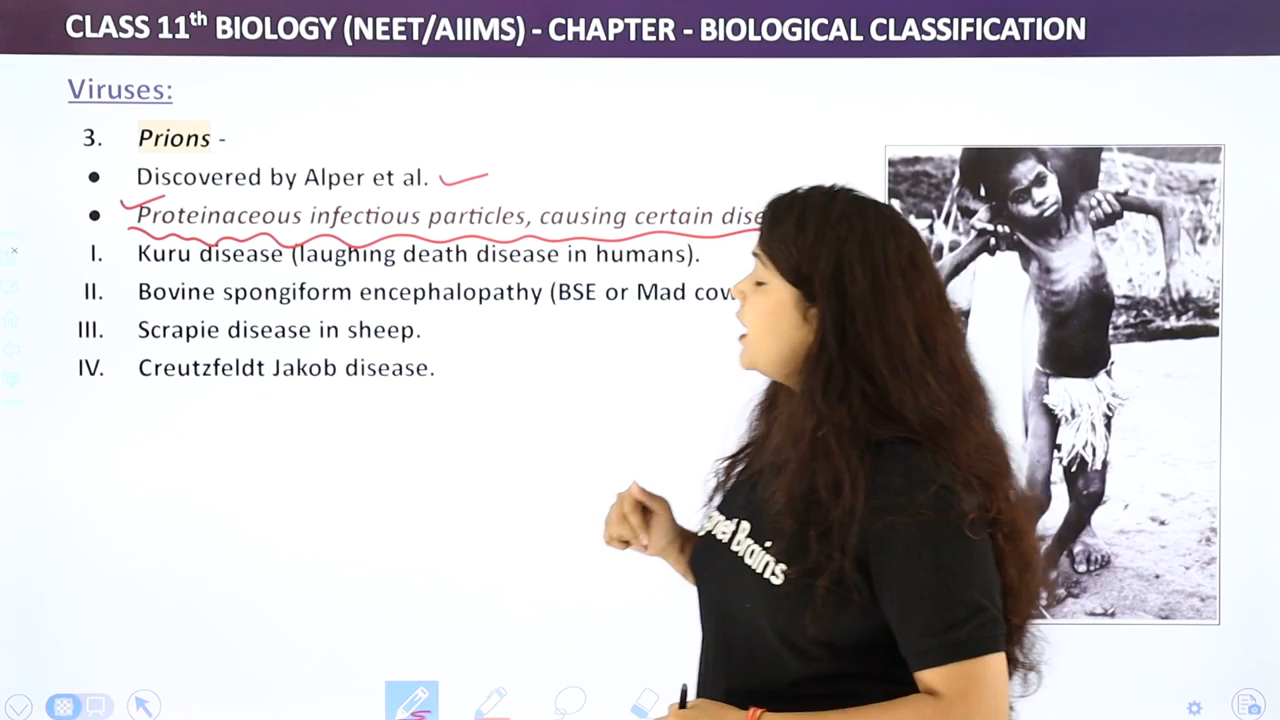 CLASS 11th BIOLOGY (NEET/AIIMS) - CHAPTER - BIOLOGICAL CLASSIFICATION
Viruses:
3. Prions -
• Discovered by Alper et al.
• Proteinaceous infectious particles, causing certain
I. Kuru disease (laughing death disease in humans).
II. Bovine spongiform encephalopathy (BSE or Mad
III. Scrapie disease in sheep.
IV. Creutzfeldt Jakob disease.
Brains